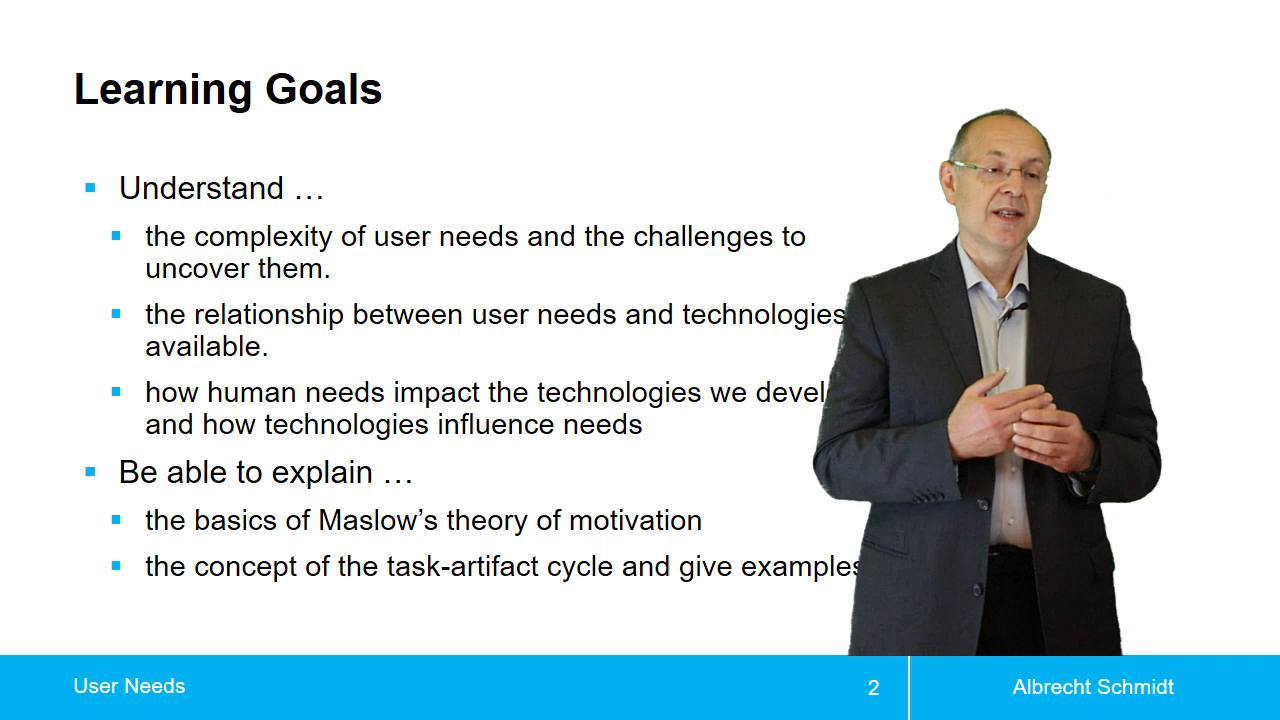 Learning Goals
Understand …
the complexity of user needs and the challenges to
uncover them.
the relationship between user needs and technologies
available.
how human needs impact the technologies we devel
and how technologies influence needs
Be able to explain …
the basics of Maslow’s theory of motivation
the concept of the task-artifact cycle and give examples
User Needs
2
Albrecht Schmidt